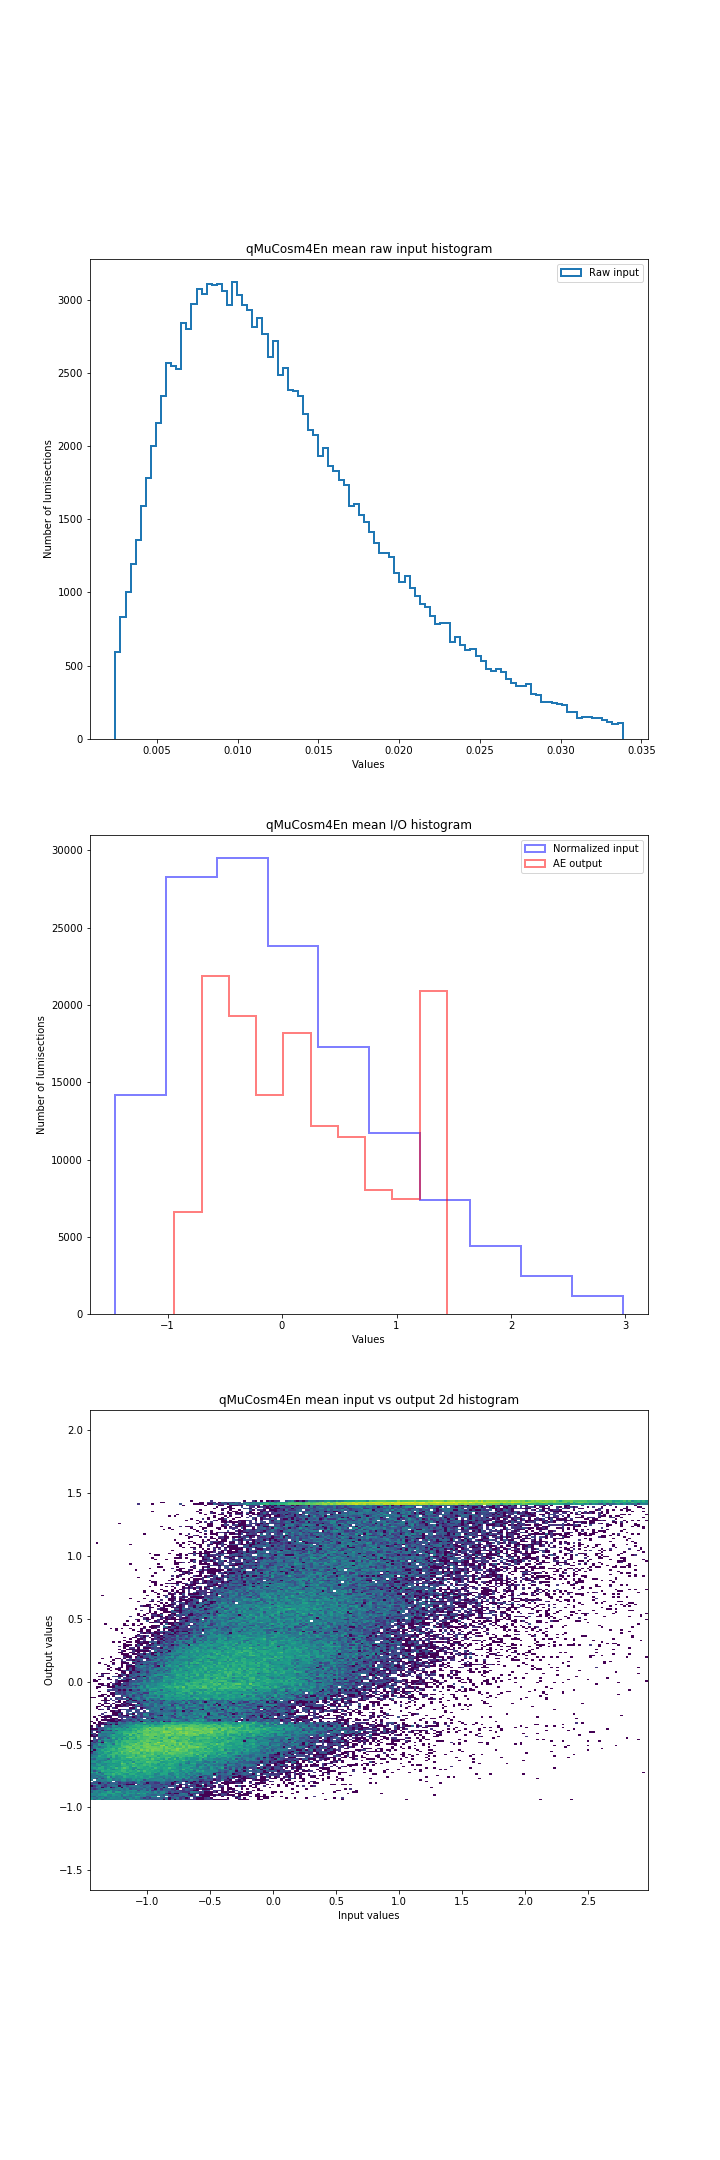 qMuCosm4En mean raw input histogram
Raw input
Number of lumisections
3000
2500
2000
1500
1000
500
0
0.005 0.010 0.015 0.020 0.025 0.030 0.035
Values
qMuCosm4En mean I/O histogram
Normalized input
AE output
Number of lumisections
30000
25000
20000
15000
10000
5000
0
−1 0 1 2 3
Values
qMuCosm4En mean input vs output 2d histogram
Output values
2.0
1.5
1.0
0.5
0.0
−0.5
−1.0
−1.5
−1.0 −0.5 0.0 0.5 1.0 1.5 2.0 2.5
Input values